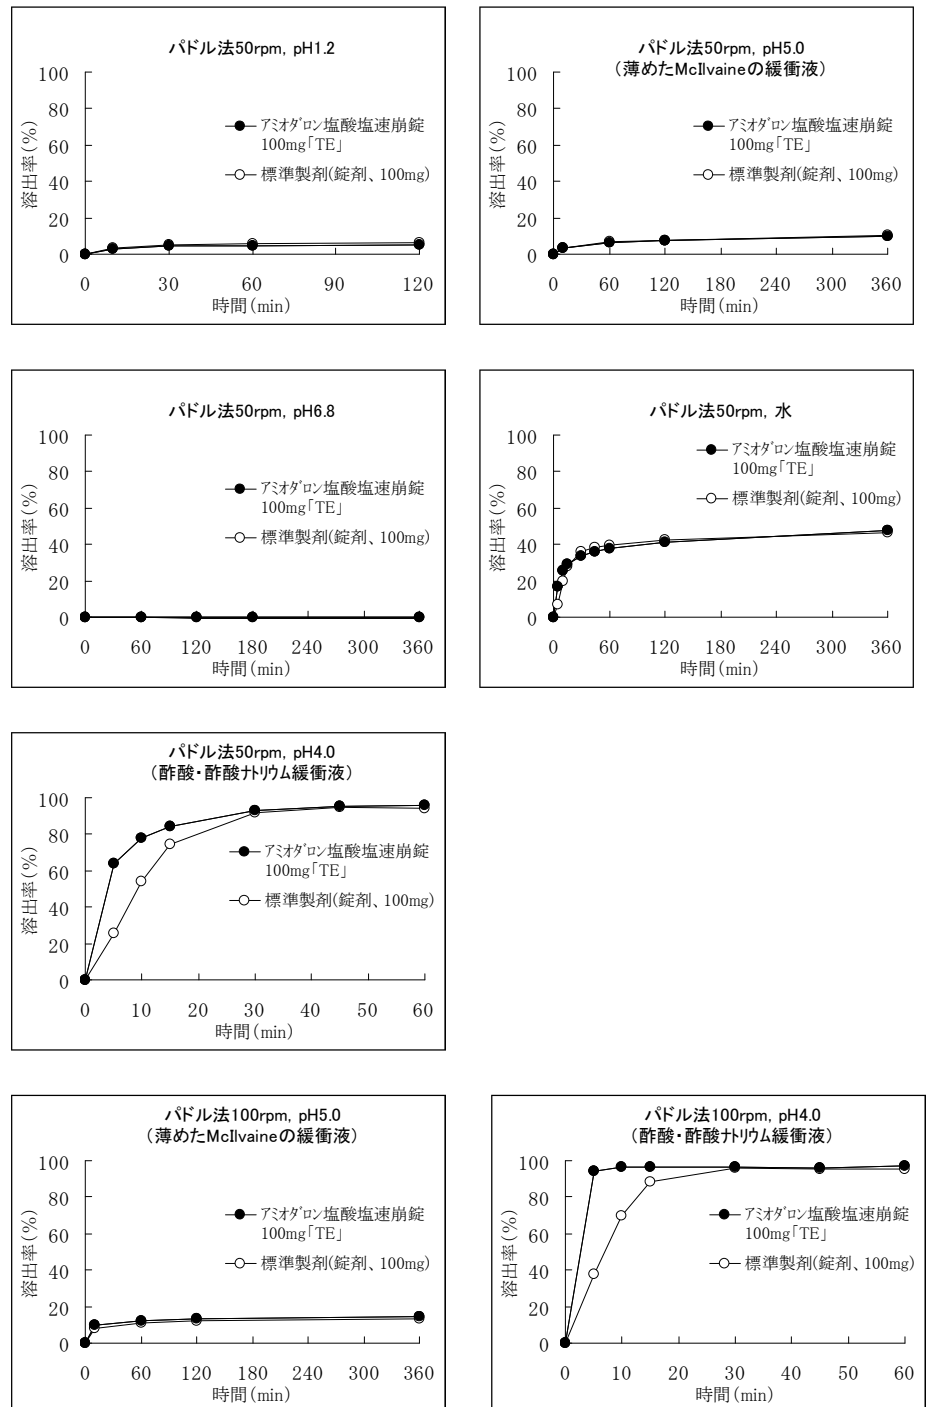 パドル法50rpm, pH1.2
100
80
60
40
20
0
溶出率(%)
アミオダロン塩酸塩速崩錠
100mg「TE」
標準製剤(錠剤、100mg)
0 30 60 90 120
時間(min)
パドル法50rpm, pH5.0
(薄めたMcIlvaineの緩衝液)
100
80
60
40
20
0
溶出率(%)
アミオダロン塩酸塩速崩錠
100mg「TE」
標準製剤(錠剤、100mg)
0 60 120 180 240 300 360
時間(min)
パドル法50rpm, pH6.8
100
80
60
40
20
0
溶出率(%)
アミオダロン塩酸塩速崩錠
100mg「TE」
標準製剤(錠剤、100mg)
0 60 120 180 240 300 360
時間(min)
パドル法50rpm, 水
100
80
60
40
20
0
溶出率(%)
アミオダロン塩酸塩速崩錠
100mg「TE」
標準製剤(錠剤、100mg)
0 60 120 180 240 300 360
時間(min)
パドル法50rpm, pH4.0
(酢酸・酢酸ナトリウム緩衝液)
100
80
60
40
20
0
溶出率(%)
アミオダロン塩酸塩速崩錠
100mg「TE」
標準製剤(錠剤、100mg)
0 10 20 30 40 50 60
時間(min)
パドル法100rpm, pH5.0
(薄めたMcIlvaineの緩衝液)
100
80
60
40
20
0
溶出率(%)
アミオダロン塩酸塩速崩錠
100mg「TE」
標準製剤(錠剤、100mg)
0 60 120 180 240 300 360
時間(min)
パドル法100rpm, pH4.0
(酢酸・酢酸ナトリウム緩衝液)
100
80
60
40
20
0
溶出率(%)
アミオダロン塩酸塩速崩錠
100mg「TE」
標準製剤(錠剤、100mg)
0 10 20 30 40 50 60
時間(min)